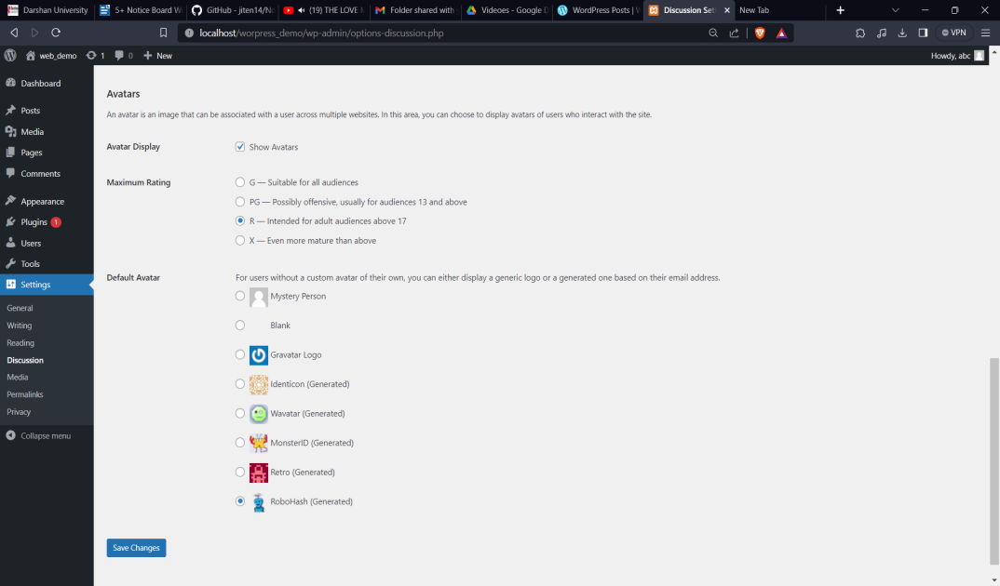 Darshan University
5+ Notice Board W
GitHub - jiten14/No
(19) THE LOVE
Folder shared with
Videoes - Google D
WordPress Posts | W
Discussion Set
New Tab
localhost/worpress_demo/wp-admin/options-discussion.php
VPN
web_demo
1
0
New
Howdy, abc
Dashboard
Posts
Media
Pages
Comments
Appearance
Plugins 1
Users
Tools
Settings
General
Writing
Reading
Discussion
Media
Permalinks
Privacy
Collapse menu
Avatars
An avatar is an image that can be associated with a user across multiple websites. In this area, you can choose to display avatars of users who interact with the site.
Avatar Display
Show Avatars
Maximum Rating
G — Suitable for all audiences
PG — Possibly offensive, usually for audiences 13 and above
R — Intended for adult audiences above 17
X — Even more mature than above
Default Avatar
For users without a custom avatar of their own, you can either display a generic logo or a generated one based on their email address.
Mystery Person
Blank
Gravatar Logo
Identicon (Generated)
Wavatar (Generated)
MonsterID (Generated)
Retro (Generated)
RoboHash (Generated)
Save Changes